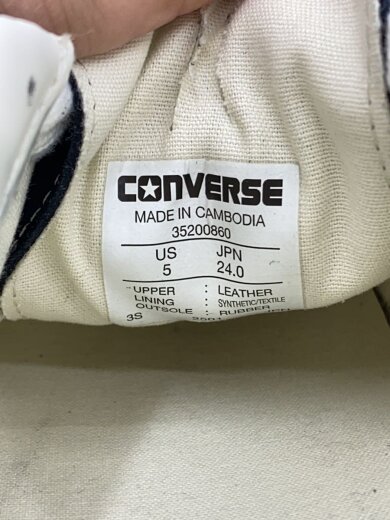 CONVERSE
MADE IN CAMBODIA
35200860
US JPN
5 24.0
UPPER : LEATHER
LINING : SYNTHETIC/TEXTILE
OUTSOLE : RUBBER
3S